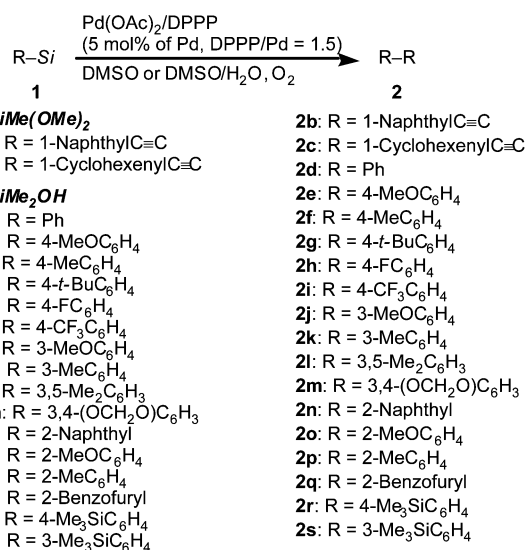 Pd(OAc)2/DPPP
(5 mol% of Pd, DPPP/Pd = 1.5)
R–Si
R–R
DMSO or DMSO/H2O, O2
1
2
iMe(OMe)2
R = 1-NaphthylC≡C
R = 1-CyclohexenylC≡C
iMe2OH
R = Ph
R = 4-MeOC6H4
R = 4-MeC6H4
R = 4-t-BuC6H4
R = 4-FC6H4
R = 4-CF3C6H4
R = 3-MeOC6H4
R = 3-MeC6H4
R = 3,5-Me2C6H3
: R = 3,4-(OCH2O)C6H3
R = 2-Naphthyl
R = 2-MeOC6H4
R = 2-MeC6H4
R = 2-Benzofuryl
R = 4-Me3SiC6H4
R = 3-Me3SiC6H4
2b: R = 1-NaphthylC≡C
2c: R = 1-CyclohexenylC≡C
2d: R = Ph
2e: R = 4-MeOC6H4
2f: R = 4-MeC6H4
2g: R = 4-t-BuC6H4
2h: R = 4-FC6H4
2i: R = 4-CF3C6H4
2j: R = 3-MeOC6H4
2k: R = 3-MeC6H4
2l: R = 3,5-Me2C6H3
2m: R = 3,4-(OCH2O)C6H3
2n: R = 2-Naphthyl
2o: R = 2-MeOC6H4
2p: R = 2-MeC6H4
2q: R = 2-Benzofuryl
2r: R = 4-Me3SiC6H4
2s: R = 3-Me3SiC6H4